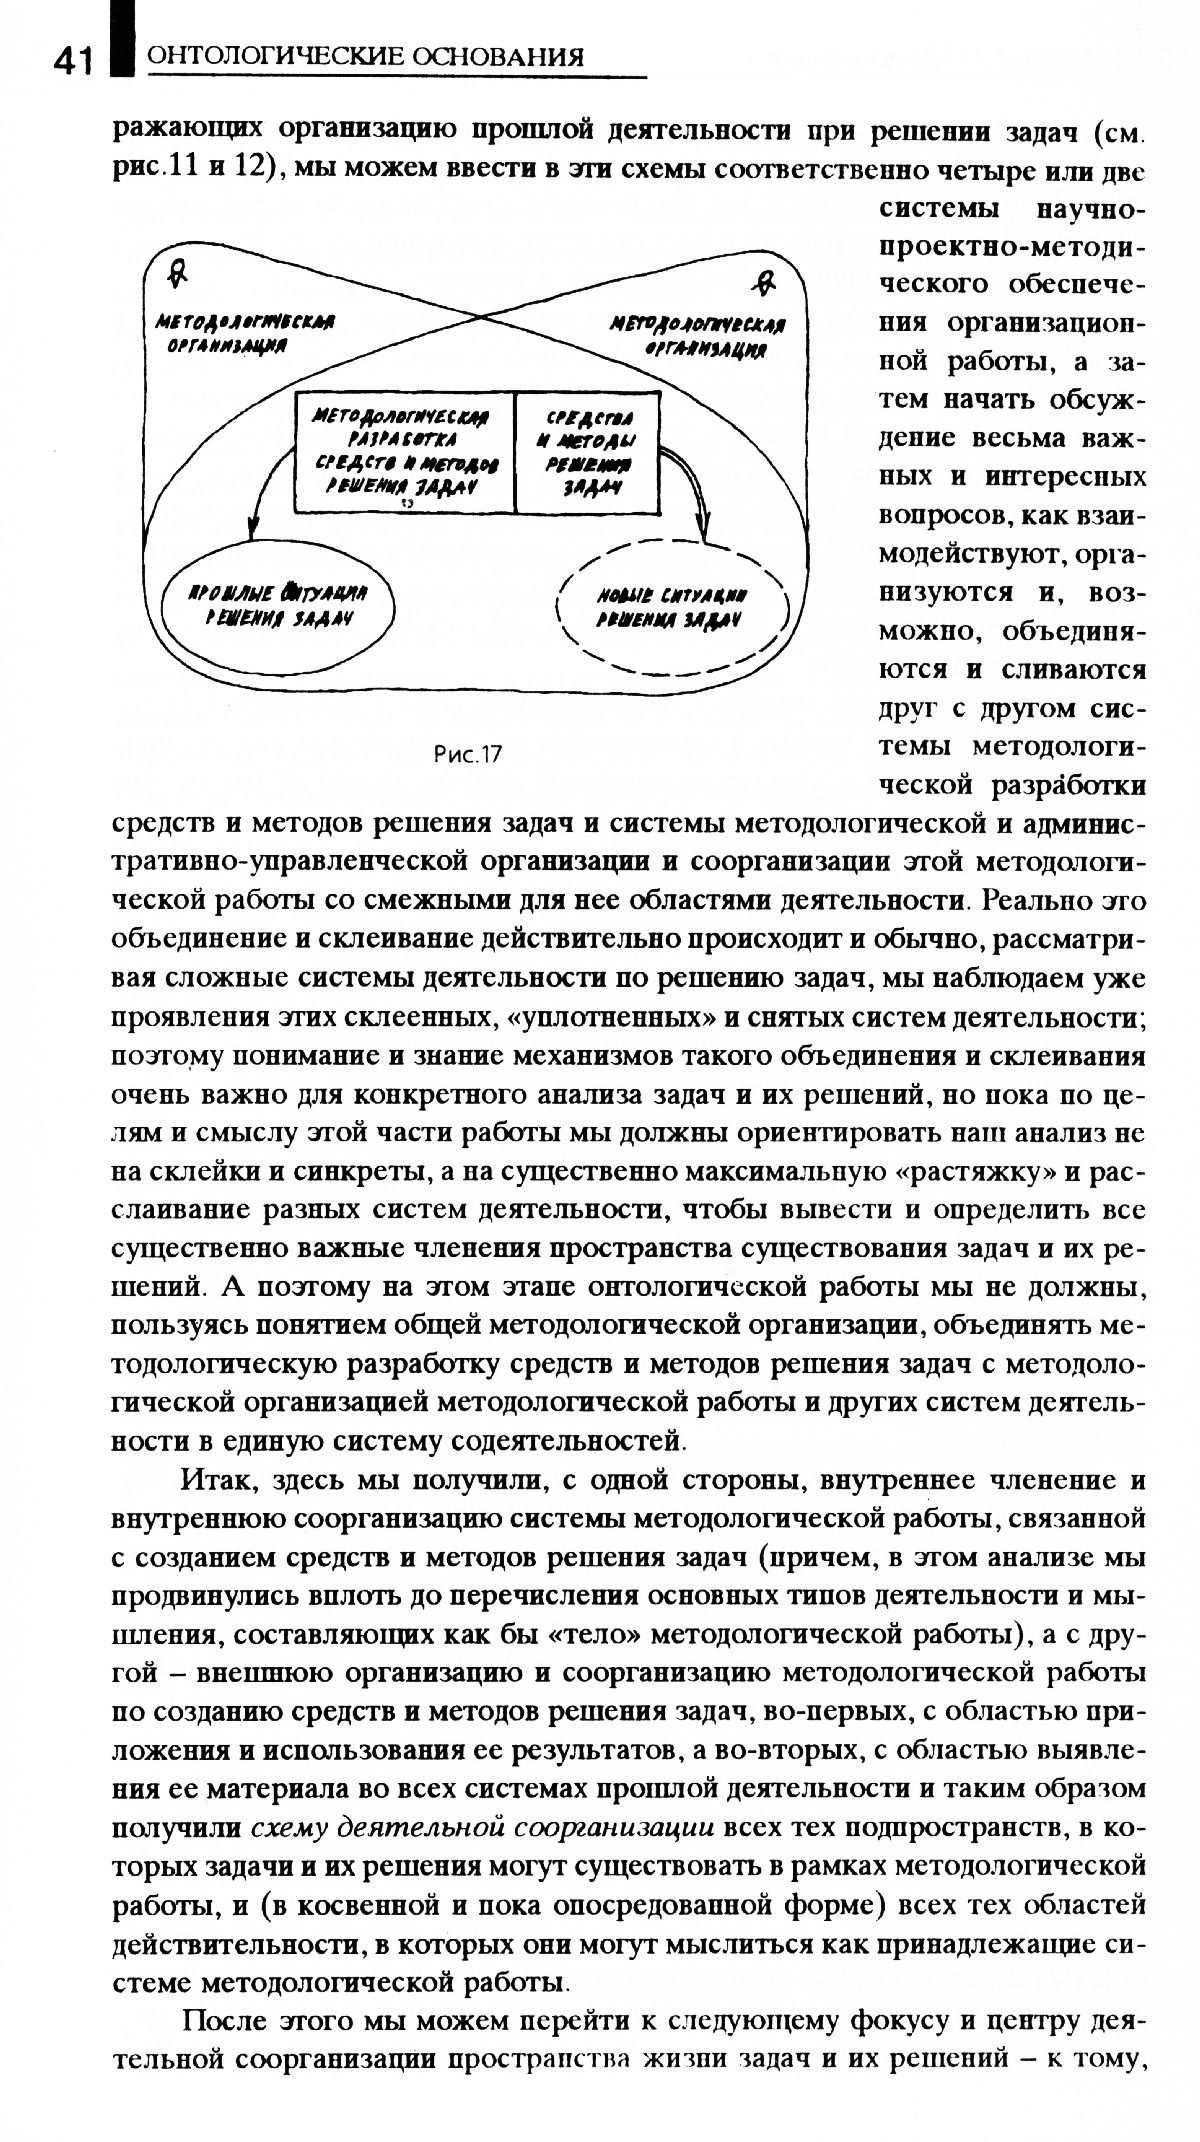 41 ОНТОЛОГИЧЕСКИЕ ОСНОВАНИЯ
ражающих организацию прошлой деятельности при решении задач (см.
рис.11 и 12), мы можем ввести в эти схемы соответственно четыре или две
системы научно-
проектно-методи-
ческого обеспече-
ния организацион-
ной работы, а за-
тем начать обсуж-
дение весьма важ-
ных и интересных
вопросов, как взаи-
модействуют, орга-
низуются и, воз-
можно, объединя-
ются и сливаются
друг с другом сис-
темы методологи-
ческой разработки
МЕТОДОЛОГИЧЕСКАЯ
ОРГАНИЗАЦИЯ
МЕТОДОЛОГИЧЕСКАЯ
ОРГАНИЗАЦИЯ
МЕТОДОЛОГИЧЕСКАЯ
РАЗРАБОТКА
СРЕДСТВ И МЕТОДОВ
РЕШЕНИЯ ЗАДАЧ
СРЕДСТВА
И МЕТОДЫ
РЕШЕНИЯ
ЗАДАЧ
ПРОШЛЫЕ СИТУАЦИИ
РЕШЕНИЯ ЗАДАЧ
НОВЫЕ СИТУАЦИИ
РЕШЕНИЯ ЗАДАЧ
Рис.17
средств и методов решения задач и системы методологической и админис-
тративно-управленческой организации и соорганизации этой методологи-
ческой работы со смежными для нее областями деятельности. Реально это
объединение и склеивание действительно происходит и обычно, рассматри-
вая сложные системы деятельности по решению задач, мы наблюдаем уже
проявления этих склеенных, «уплотненных» и снятых систем деятельности;
поэтому понимание и знание механизмов такого объединения и склеивания
очень важно для конкретного анализа задач и их решений, но пока по це-
лям и смыслу этой части работы мы должны ориентировать наш анализ не
на склейки и синкреты, а на существенно максимальную «растяжку» и рас-
слаивание разных систем деятельности, чтобы вывести и определить все
существенно важные членения пространства существования задач и их ре-
шений. А поэтому на этом этапе онтологической работы мы не должны,
пользуясь понятием общей методологической организации, объединять ме-
тодологическую разработку средств и методов решения задач с методоло-
гической организацией методологической работы и других систем деятель-
ности в единую систему содеятельностей.
Итак, здесь мы получили, с одной стороны, внутреннее членение и
внутреннюю соорганизацию системы методологической работы, связанной
с созданием средств и методов решения задач (причем, в этом анализе мы
продвинулись вплоть до перечисления основных типов деятельности и мы-
шления, составляющих как бы «тело» методологической работы), а с дру-
гой – внешнюю организацию и соорганизацию методологической работы
по созданию средств и методов решения задач, во-первых, с областью при-
ложения и использования ее результатов, а во-вторых, с областью выявле-
ния ее материала во всех системах прошлой деятельности и таким образом
получили схему деятельной соорганизации всех тех подпространств, в ко-
торых задачи и их решения могут существовать в рамках методологической
работы, и (в косвенной и пока опосредованной форме) всех тех областей
действительности, в которых они могут мыслиться как принадлежащие си-
стеме методологической работы.
После этого мы можем перейти к следующему фокусу и центру дея-
тельной соорганизации пространства жизни задач и их решений – к тому,